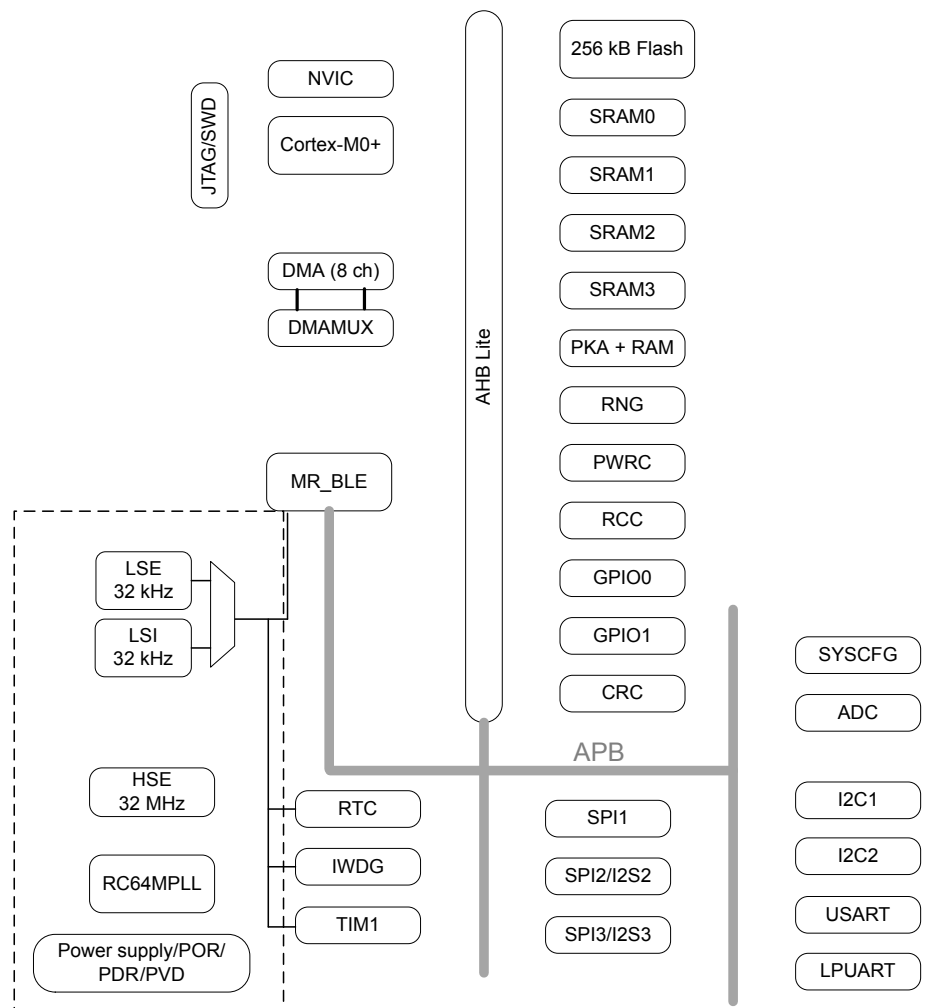 NVIC
JTAG/SWD
Cortex-M0+
DMA (8 ch)
DMAMUX
MR_BLE
LSE
32 kHz
LSI
32 kHz
HSE
32 MHz
RC64MPLL
Power supply/POR/
PDR/PVD
RTC
IWDG
TIM1
AHB Lite
256 kB Flash
SRAM0
SRAM1
SRAM2
SRAM3
PKA + RAM
RNG
PWRC
RCC
GPIO0
GPIO1
CRC
APB
SPI1
SPI2/I2S2
SPI3/I2S3
SYSCFG
ADC
I2C1
I2C2
USART
LPUART